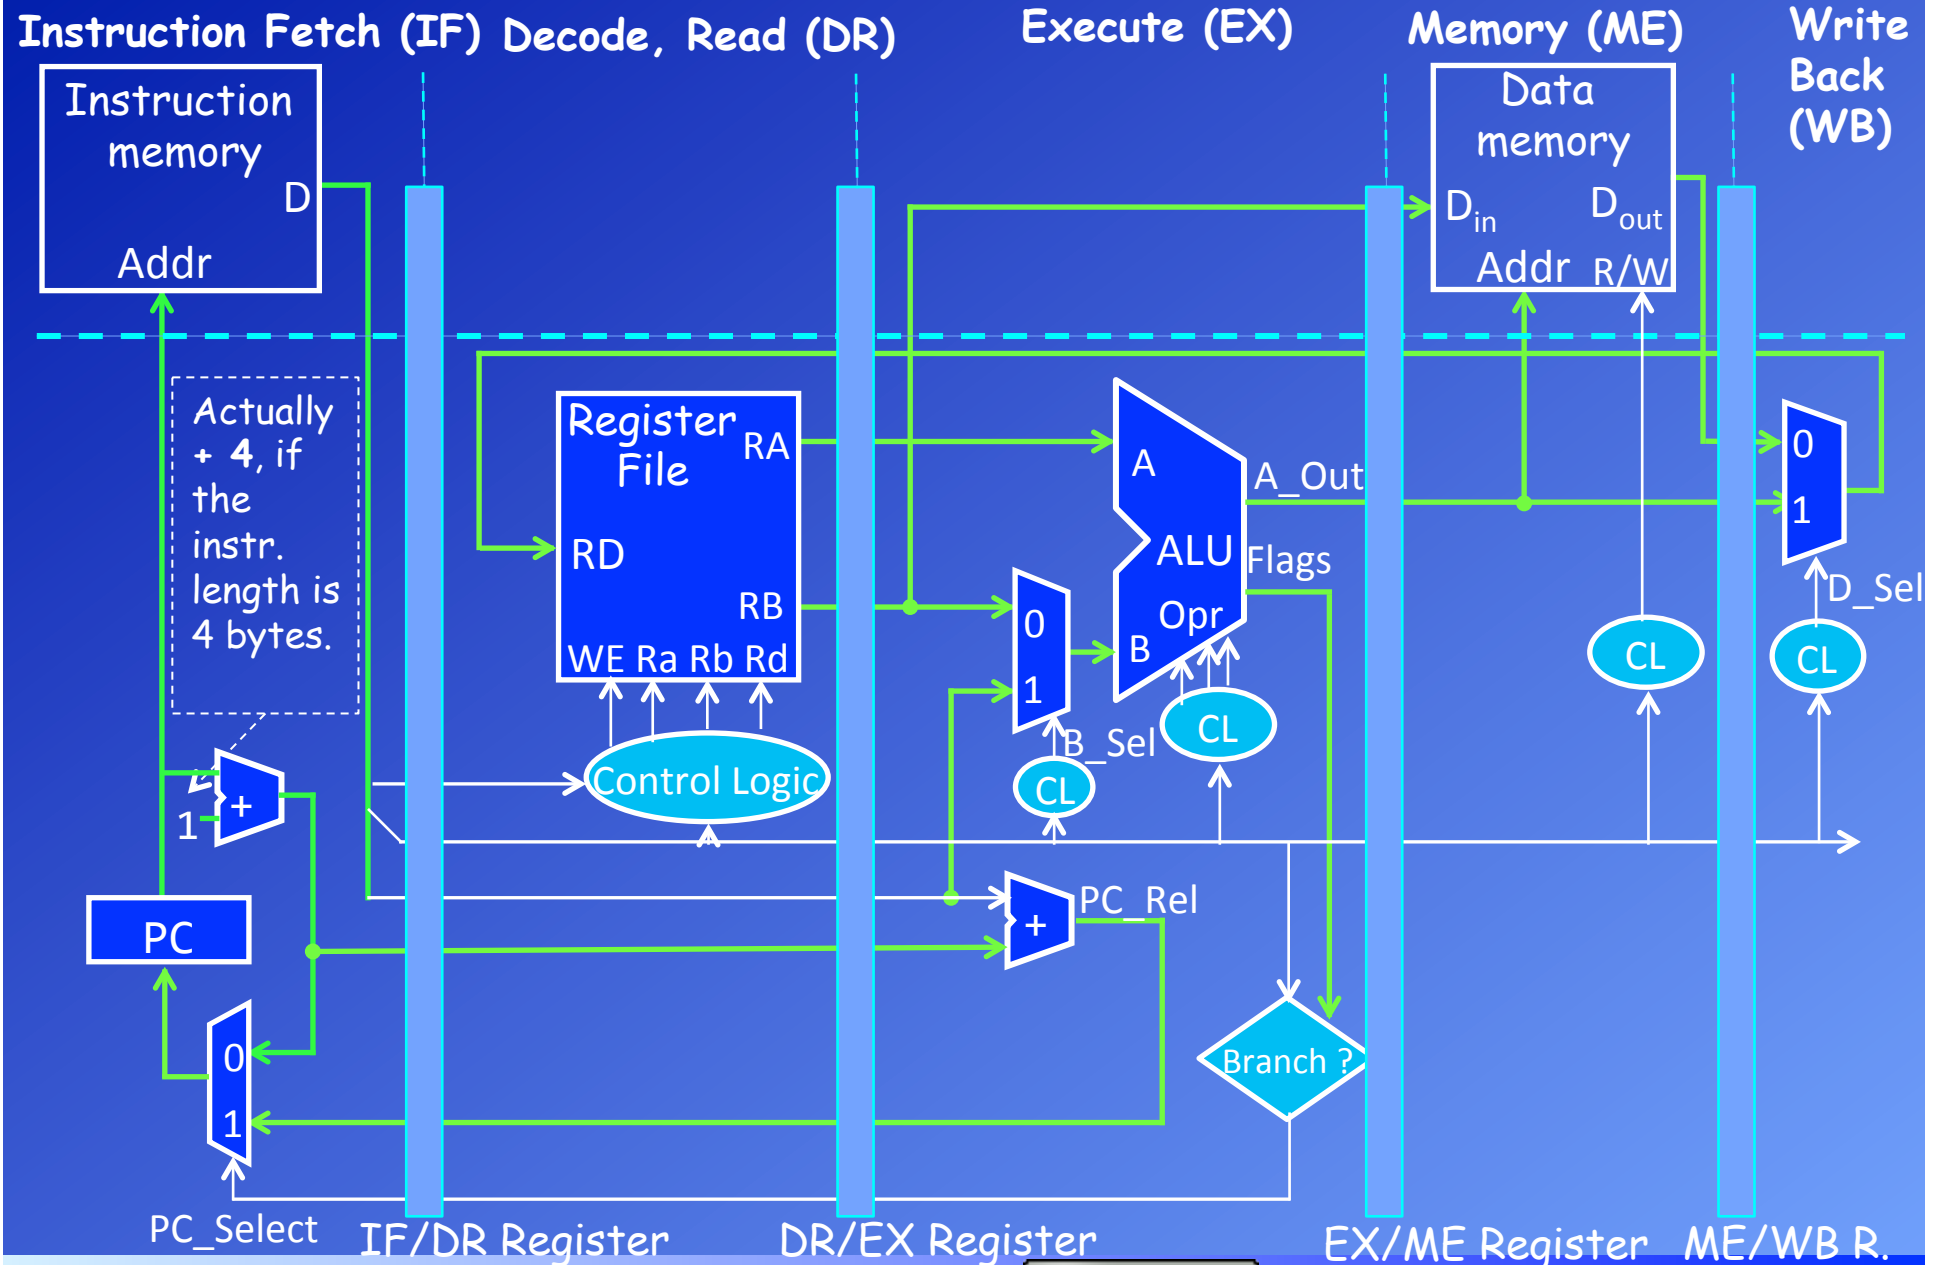 Instruction Fetch (IF)
Decode, Read (DR)
Execute (EX)
Memory (ME)
Write
Back
(WB)
Instruction
memory
D
Addr
Data
memory
D_in
D_out
Addr
R/W
Actually
+ 4, if
the
instr.
length is
4 bytes.
Register
File
RA
RD
RB
WE Ra Rb Rd
Control Logic
A
ALU
Opr
B
A_Out
Flags
0
1
B_Sel
CL
CL
CL
CL
0
1
D_Sel
+
1
PC
0
1
PC_Select
+
PC_Rel
Branch ?
IF/DR Register
DR/EX Register
EX/ME Register
ME/WB R.